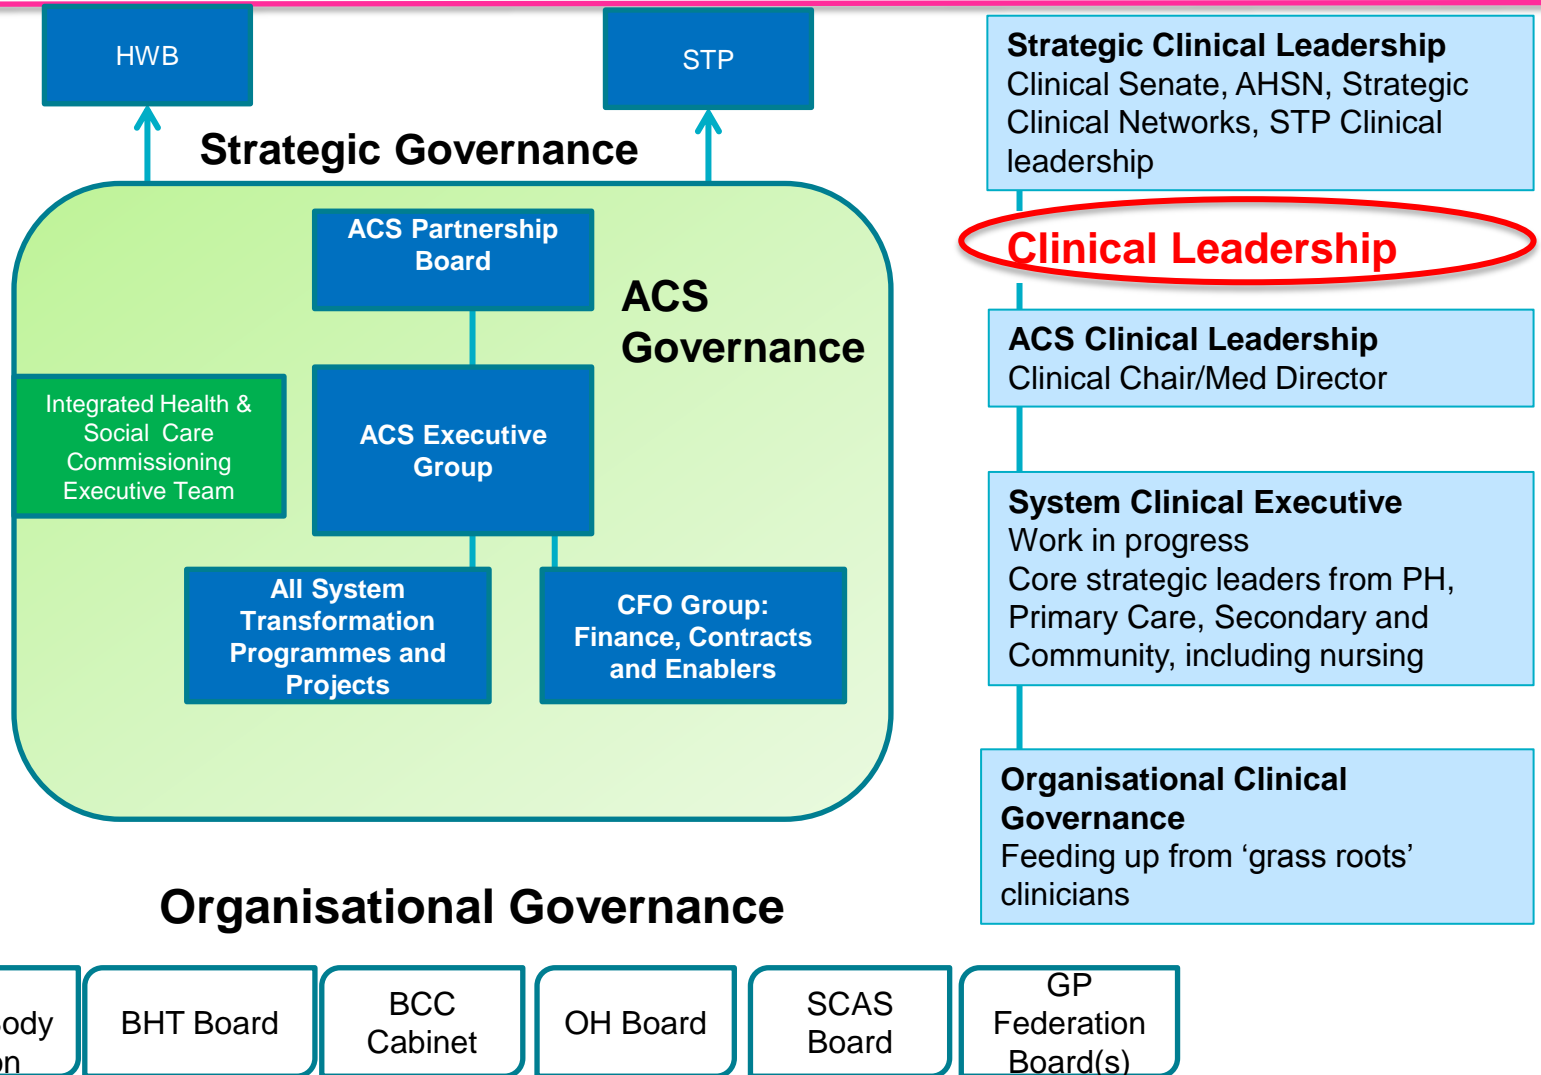 HWB
STP
Strategic Governance
ACS Partnership
Board
ACS
Governance
Integrated Health &
Social Care
Commissioning
Executive Team
ACS Executive
Group
All System
Transformation
Programmes and
Projects
CFO Group:
Finance, Contracts
and Enablers
Strategic Clinical Leadership
Clinical Senate, AHSN, Strategic
Clinical Networks, STP Clinical
leadership
Clinical Leadership
ACS Clinical Leadership
Clinical Chair/Med Director
System Clinical Executive
Work in progress
Core strategic leaders from PH,
Primary Care, Secondary and
Community, including nursing
Organisational Clinical
Governance
Feeding up from ‘grass roots’
clinicians
Organisational Governance
BHT Board
BCC
Cabinet
OH Board
SCAS
Board
GP
Federation
Board(s)